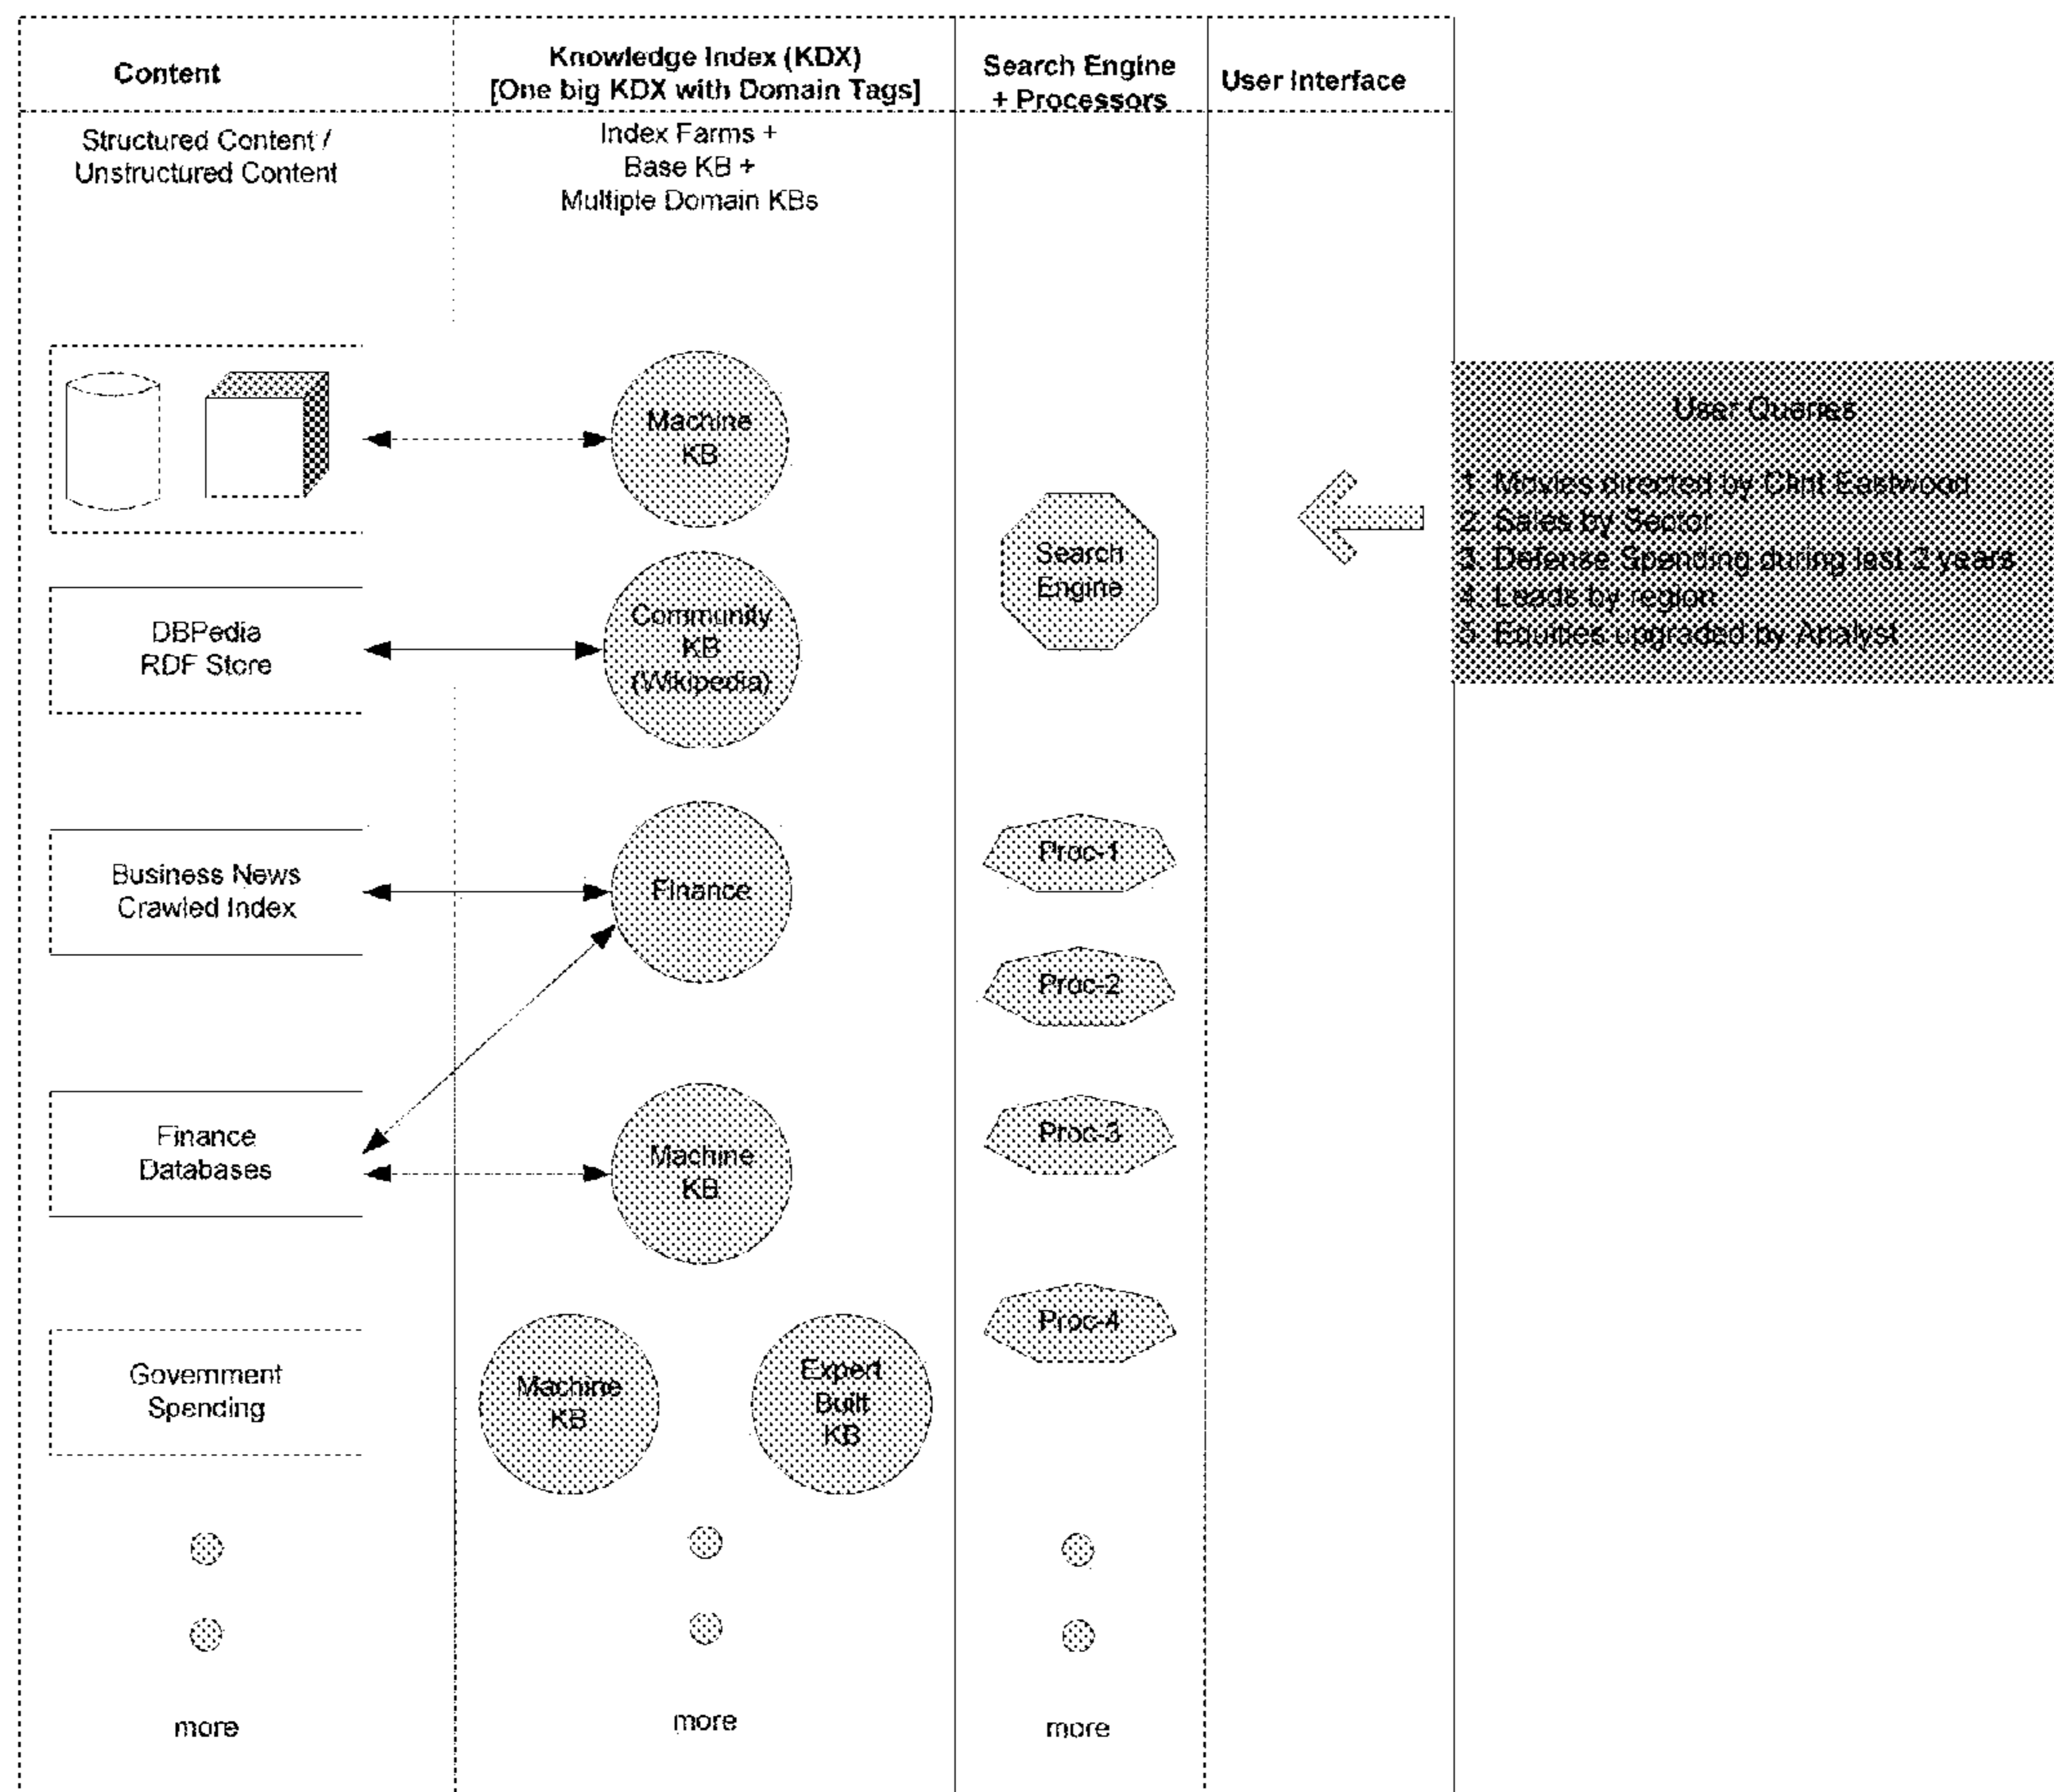 Content
Knowledge Index (KDX)
[One big KDX with Domain Tags]
Search Engine
+ Processors
User Interface
Structured Content /
Unstructured Content
Index Farms +
Base KB +
Multiple Domain KBs
Machine
KB
Search
Engine
User Queries
1. Movies directed by Clint Eastwood
2. Sales by Sector
3. Defense Spending during last years
4. Leads by region
5. Equities upgraded by Analyst
DBPedia
RDF Store
Community
KB
(Wikipedia)
Business News
Crawled Index
Finance
Proc-1
Proc-2
Finance
Databases
Machine
KB
Proc-3
Government
Spending
Machine
KB
Expert
Built
KB
Proc-4
more
more
more